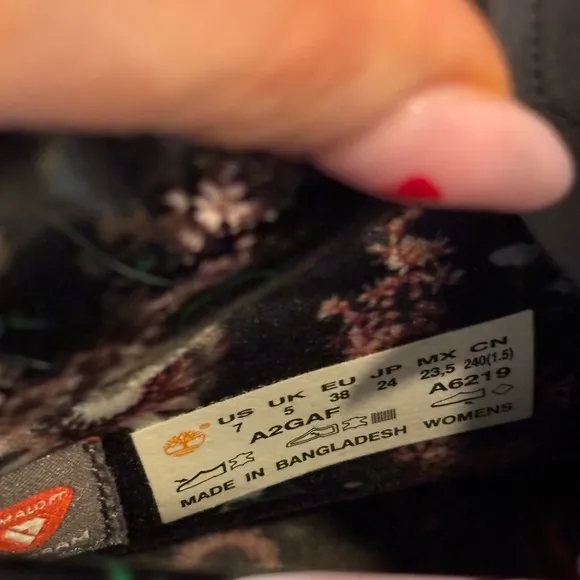 US UK EU JP MX CN
7 5 38 24 23,5 240(1.5)
A2GAF A6219
MADE IN BANGLADESH WOMENS